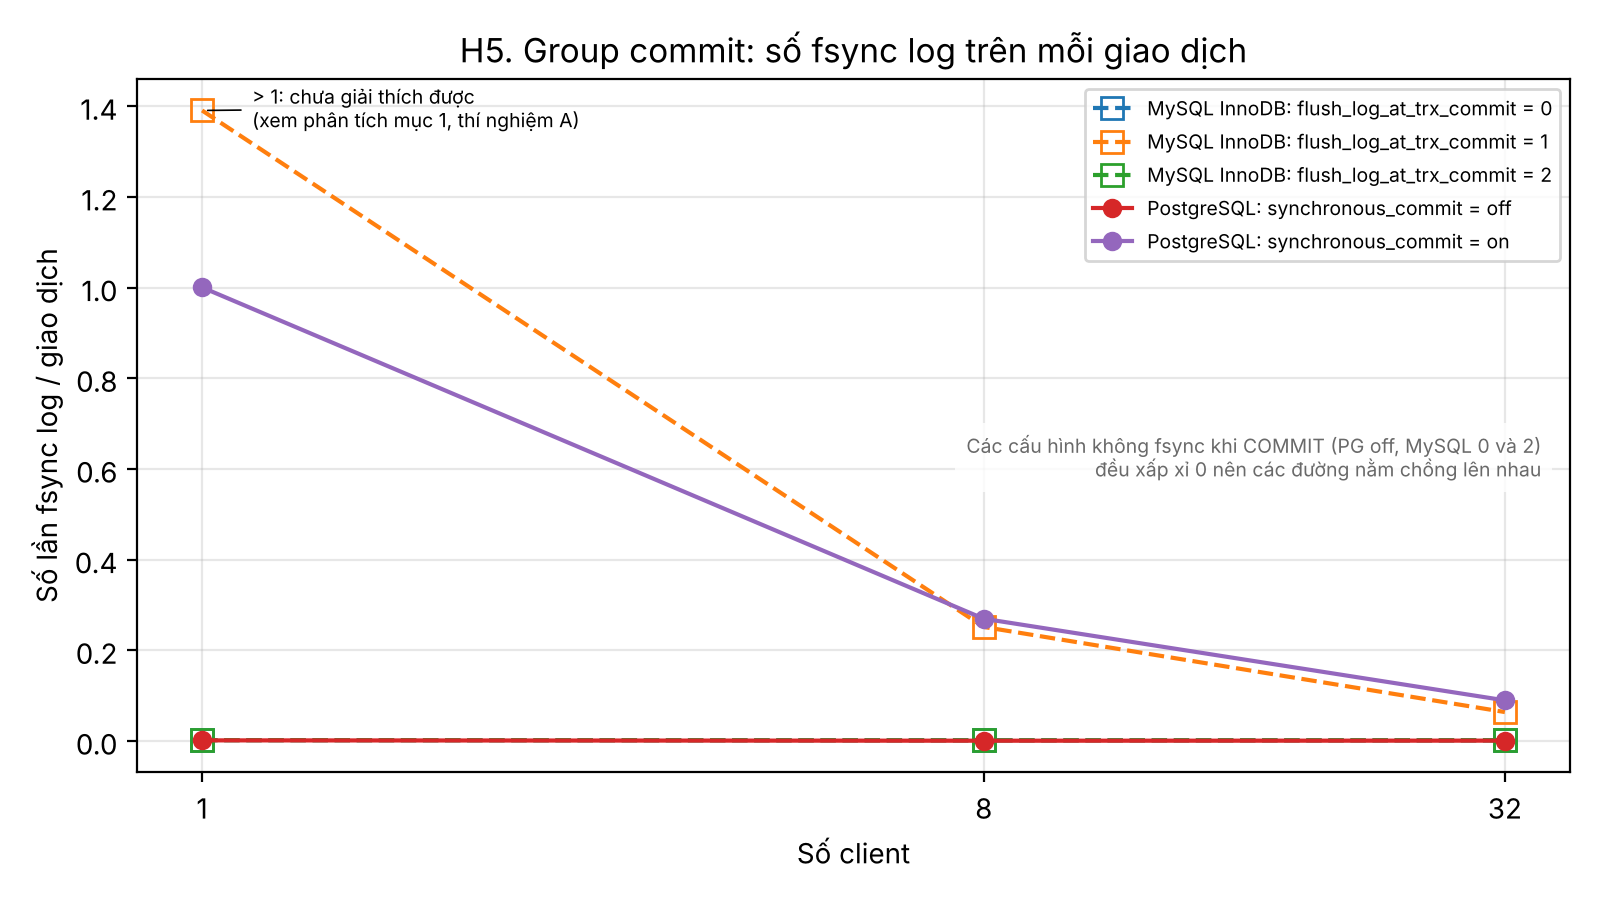 H5. Group commit: số fsync log trên mỗi giao dịch
> 1: chưa giải thích được
(xem phân tích mục 1, thí nghiệm A)
MySQL InnoDB: flush_log_at_trx_commit = 0
MySQL InnoDB: flush_log_at_trx_commit = 1
MySQL InnoDB: flush_log_at_trx_commit = 2
PostgreSQL: synchronous_commit = off
PostgreSQL: synchronous_commit = on
Các cấu hình không fsync khi COMMIT (PG off, MySQL 0 và 2)
đều xấp xỉ 0 nên các đường nằm chồng lên nhau
Số lần fsync log / giao dịch
1.4
1.2
1.0
0.8
0.6
0.4
0.2
0.0
1
8
32
Số client